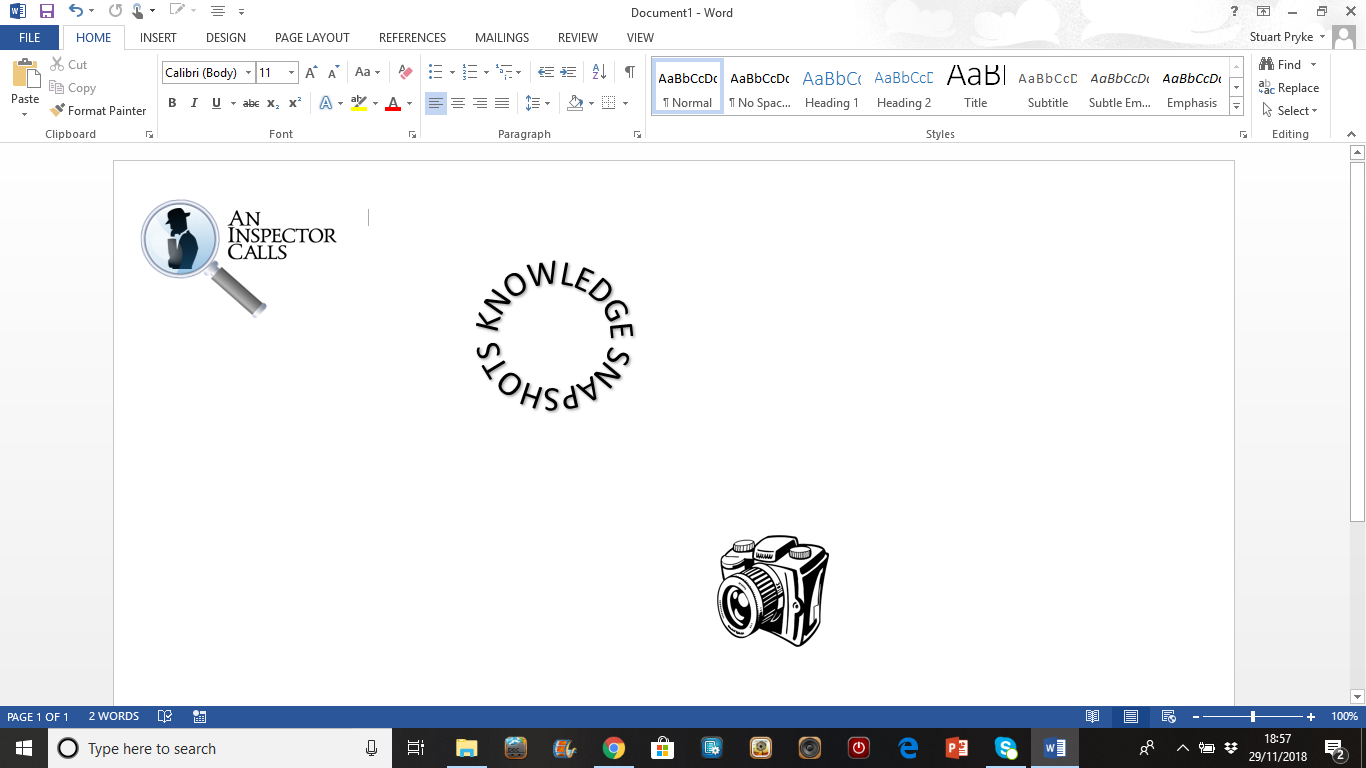 Document1 - Word
?
FILE HOME INSERT DESIGN PAGE LAYOUT REFERENCES MAILINGS REVIEW VIEW
Stuart Pryke
Paste
Cut
Copy
Format Painter
Clipboard
Calibri (Body) 11
Aa
B I U abc x₂ x²
Font
Paragraph
AaBbCcDc AaBbCcDc AaBbCc AaBbCcD AaB AaBbCcD AaBbCcDc AaBbCcDc
¶ Normal ¶ No Spac... Heading 1 Heading 2 Title Subtitle Subtle Em... Emphasis
Styles
Find
Replace
Select
Editing
AN
INSPECTOR
CALLS
KNOWLEDGE SNAPSHOTS
PAGE 1 OF 1 2 WORDS
100%
Type here to search
18:57
29/11/2018
2